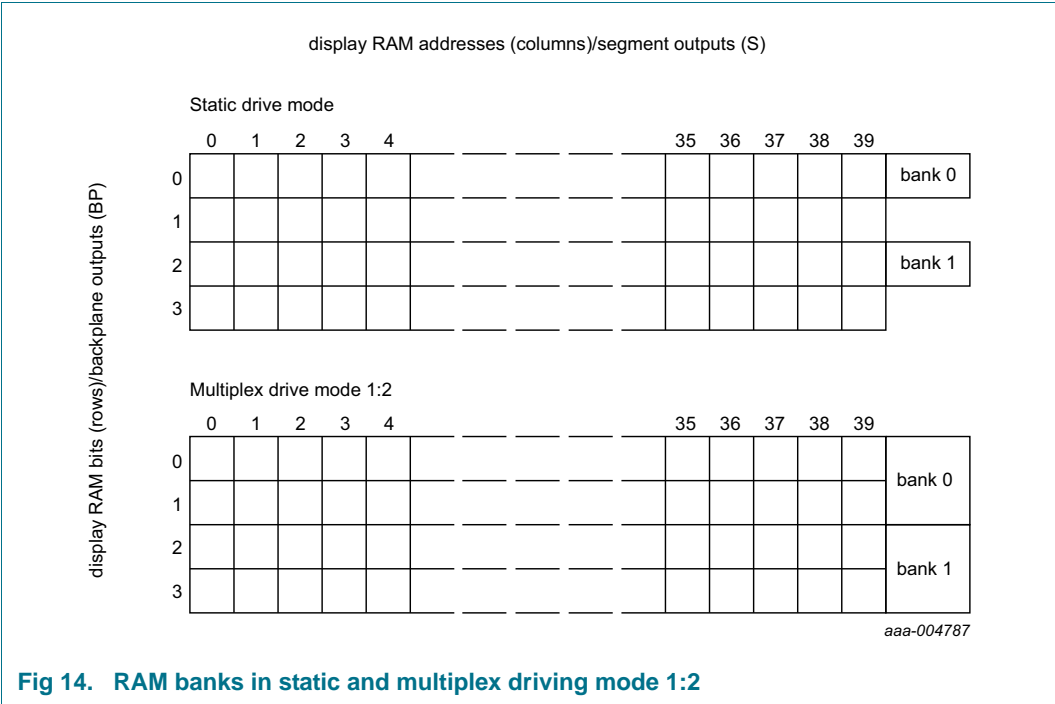 display RAM addresses (columns)/segment outputs (S)
display RAM bits (rows)/backplane outputs (BP)
Static drive mode
0 1 2 3 4 35 36 37 38 39
0 bank 0
1
2 bank 1
3
Multiplex drive mode 1:2
0 1 2 3 4 35 36 37 38 39
0
bank 0
1
2
bank 1
3
aaa-004787
Fig 14. RAM banks in static and multiplex driving mode 1:2